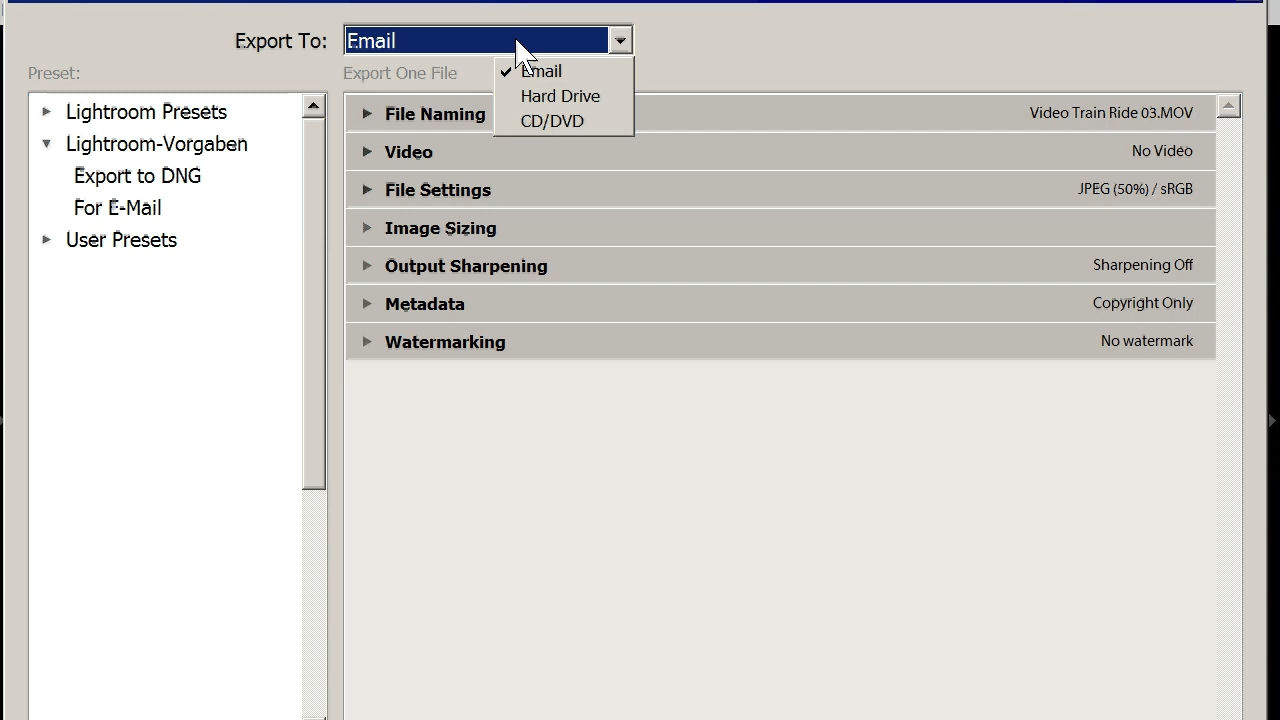 Export To: Email
Preset:
Export One File
Email
Hard Drive
CD/DVD
Lightroom Presets
Lightroom-Vorgaben
Export to DNG
For E-Mail
User Presets
File Naming Video Train Ride 03.MOV
Video No Video
File Settings JPEG (50%) / sRGB
Image Sizing
Output Sharpening Sharpening Off
Metadata Copyright Only
Watermarking No watermark